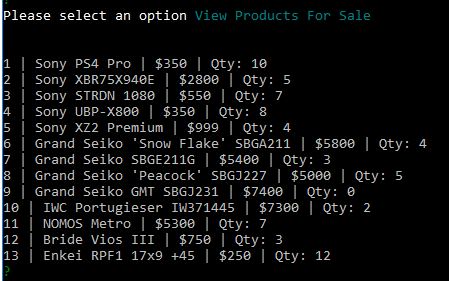 ?
Please select an option View Products For Sale
1 | Sony PS4 Pro | $350 | Qty: 10
2 | Sony XBR75X940E | $2800 | Qty: 5
3 | Sony STRDN 1080 | $550 | Qty: 7
4 | Sony UBP-X800 | $350 | Qty: 8
5 | Sony XZ2 Premium | $999 | Qty: 4
6 | Grand Seiko 'Snow Flake' SBGA211 | $5800 | Qty: 4
7 | Grand Seiko SBGE211G | $5400 | Qty: 3
8 | Grand Seiko 'Peacock' SBGJ227 | $5000 | Qty: 5
9 | Grand Seiko GMT SBGJ231 | $7400 | Qty: 0
10 | IWC Portugieser IW371445 | $7300 | Qty: 2
11 | NOMOS Metro | $5300 | Qty: 7
12 | Bride Vios III | $750 | Qty: 3
13 | Enkei RPF1 17x9 +45 | $250 | Qty: 12
?